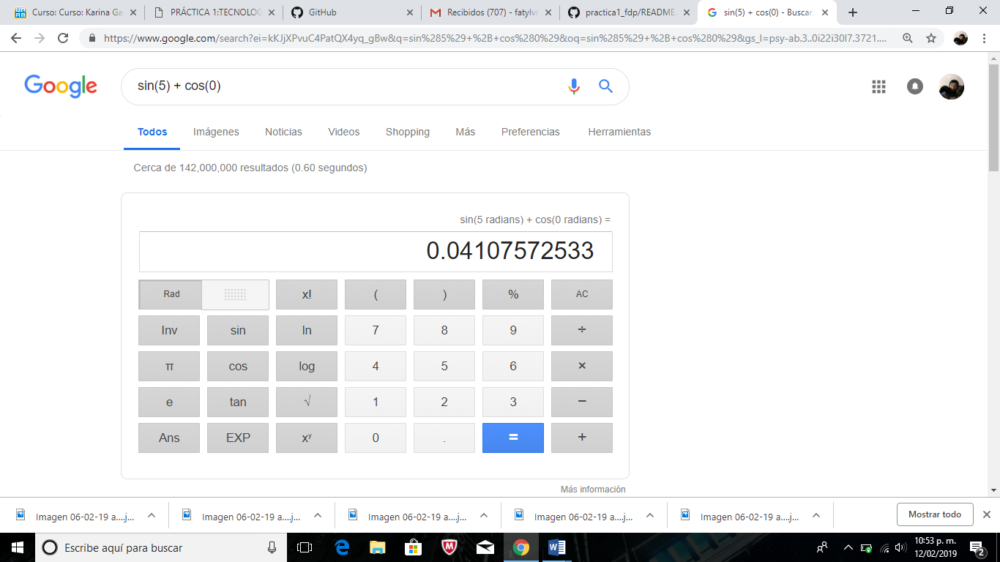 Curso: Curso: Karina Ga
PRÁCTICA 1:TECNOLOG
GitHub
Recibidos (707) - fatylvr
practica1_fdp/README.
sin(5) + cos(0) - Buscar
https://www.google.com/search?ei=kKJjXPvuC4PatQX4yq_gBw&q=sin%285%29+%2B+cos%280%29&oq=sin%285%29+%2B+cos%280%29&gs_l=psy-ab.3..0i22i30l7.3721....
Google
sin(5) + cos(0)
Todos Imágenes Noticias Videos Shopping Más Preferencias Herramientas
Cerca de 142,000,000 resultados (0.60 segundos)
sin(5 radians) + cos(0 radians) =
0.04107572533
Rad x! ( ) % AC
Inv sin ln 7 8 9 ÷
π cos log 4 5 6 ×
e tan √ 1 2 3 −
Ans EXP xʸ 0 . = +
Más información
Imagen 06-02-19 a....j... Imagen 06-02-19 a....j... Imagen 06-02-19 a....j... Imagen 06-02-19 a....j... Imagen 06-02-19 a....j... Mostrar todo
Escribe aquí para buscar
10:53 p. m.
12/02/2019
2